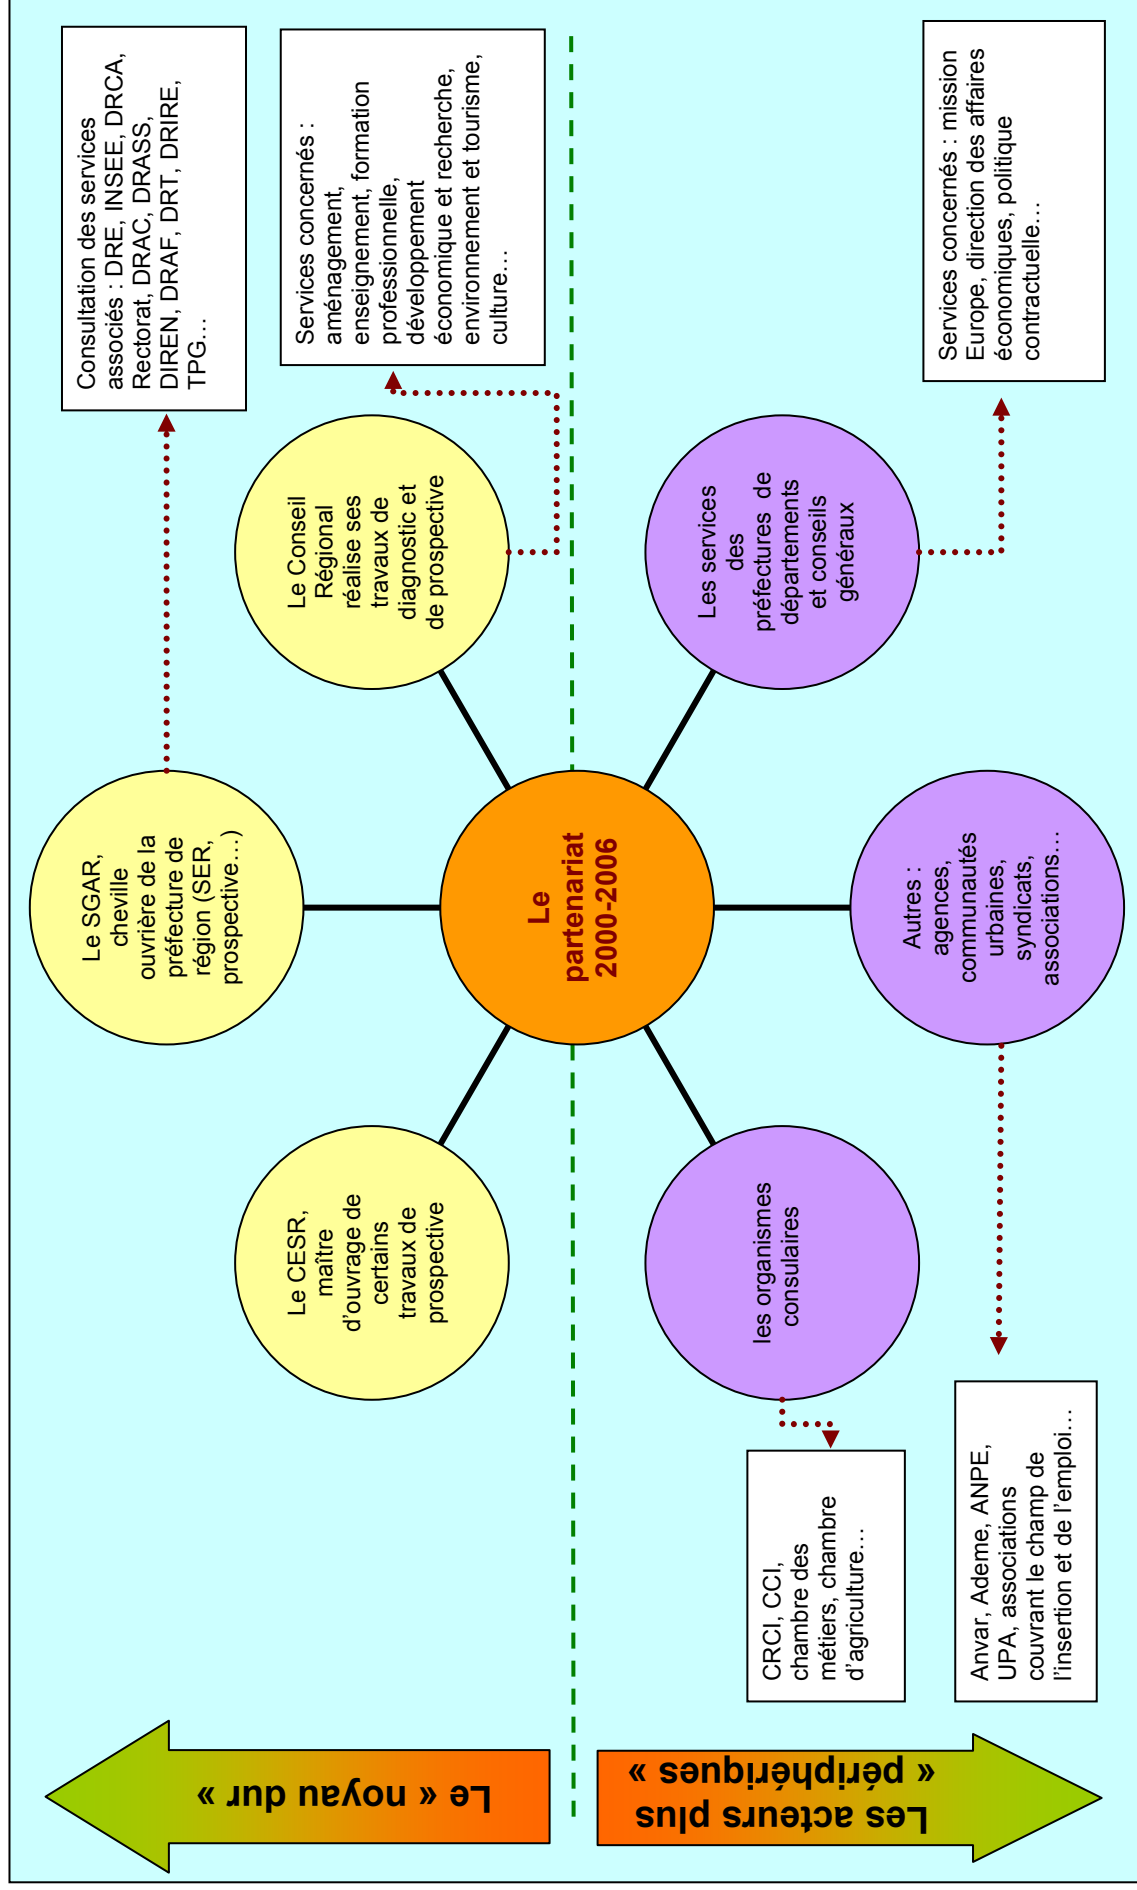 Consultation des services
associés : DRE, INSEE, DRCA,
Rectorat, DRAC, DRASS,
DIREN, DRAF, DRT, DRIRE,
TPG…
Services concernés :
aménagement,
enseignement, formation
professionnelle,
développement
économique et recherche,
environnement et tourisme,
culture…
Le SGAR,
cheville
ouvrière de la
préfecture de
région (SER,
prospective…)
Le Conseil
Régional
réalise ses
travaux de
diagnostic et
de prospective
Le CESR,
maître
d’ouvrage de
certains
travaux de
prospective
Le « noyau dur »
Le
partenariat
2000-2006
Les services
des
préfectures de
départements
et conseils
généraux
Services concernés : mission
Europe, direction des affaires
économiques, politique
contractuelle…
Autres :
agences,
communautés
urbaines,
syndicats,
associations…
les organismes
consulaires
CRCI, CCI,
chambre des
métiers, chambre
d’agriculture…
Anvar, Ademe, ANPE,
UPA, associations
couvrant le champ de
l’insertion et de l’emploi…
Les acteurs plus
« périphériques »